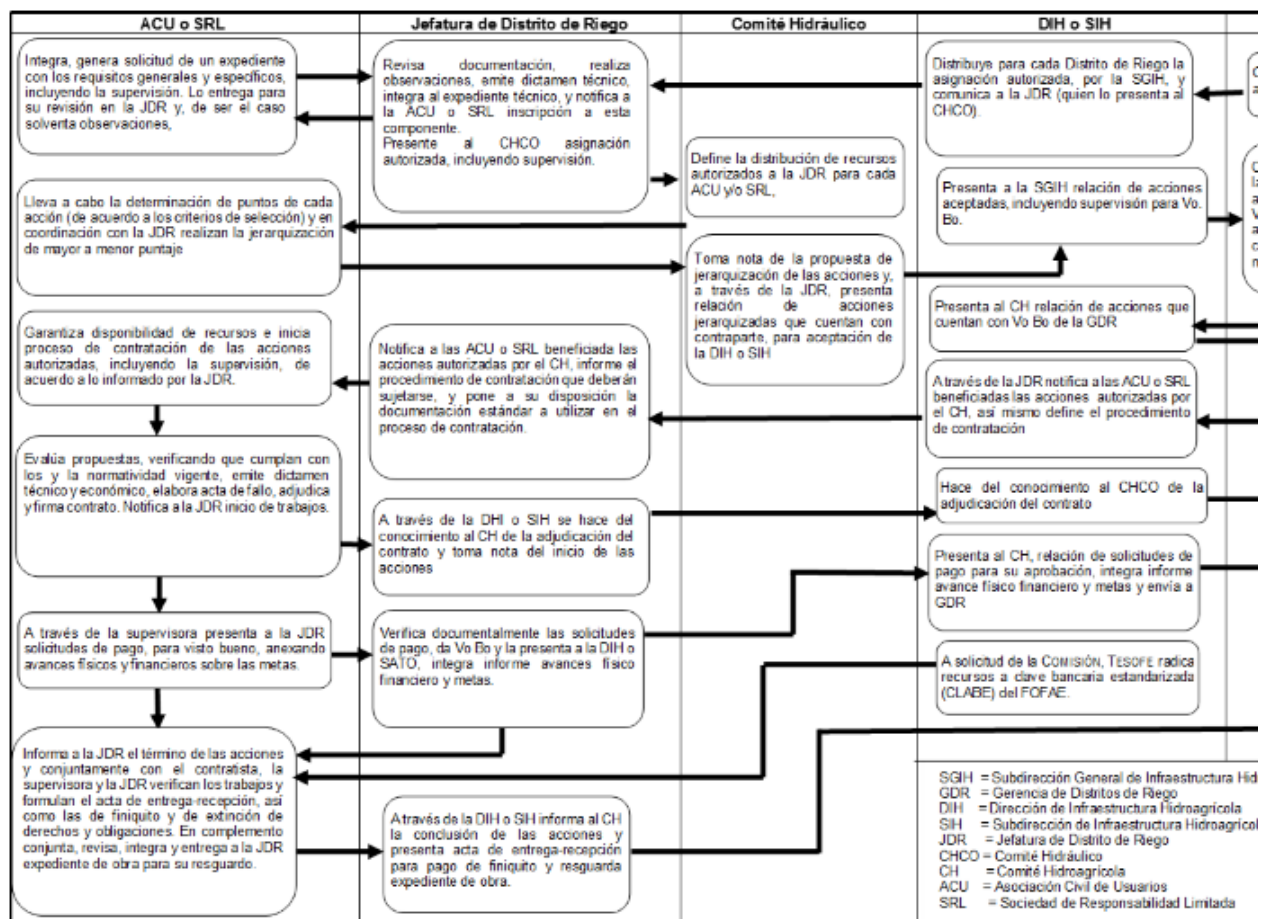 ACU o SRL
Jefatura de Distrito de Riego
Comité Hidráulico
DIH o SIH
Integra, genera solicitud de un expediente
con los requisitos generales y específicos,
incluyendo la supervisión. Lo entrega para
su revisión en la JDR y, de ser el caso
solventa observaciones,
Lleva a cabo la determinación de puntos de cada
acción (de acuerdo a los criterios de selección) y en
coordinación con la JDR realizan la jerarquización
de mayor a menor puntaje
Garantiza disponibilidad de recursos e inicia
proceso de contratación de las acciones
autorizadas, incluyendo la supervisión, de
acuerdo a lo informado por la JDR.
Evalúa propuestas, verificando que cumplan con
los y la normatividad vigente, emite dictamen
técnico y económico, elabora acta de fallo, adjudica
y firma contrato. Notifica a la JDR inicio de trabajos.
A través de la supervisora presenta a la JDR
solicitudes de pago, para visto bueno, anexando
avances físicos y financieros sobre las metas.
Informa a la JDR el término de las acciones
y conjuntamente con el contratista, la
supervisora y la JDR verifican los trabajos y
formulan el acta de entrega-recepción, así
como las de finiquito y de extinción de
derechos y obligaciones. En complemento
conjunta, revisa, integra y entrega a la JDR
expediente de obra para su resguardo.
Revisa documentación, realiza
observaciones, emite dictamen técnico,
integra al expediente técnico, y notifica a
la ACU o SRL inscripción a esta
componente.
Presente al CHCO asignación
autorizada, incluyendo supervisión.
Notifica a las ACU o SRL beneficiada las
acciones autorizadas por el CH, informe el
procedimiento de contratación que deberán
sujetarse, y pone a su disposición la
documentación estándar a utilizar en el
proceso de contratación.
A través de la DHI o SIH se hace del
conocimiento al CH de la adjudicación del
contrato y toma nota del inicio de las
acciones
Verifica documentalmente las solicitudes
de pago, da Vo Bo y la presenta a la DIH o
SATO, integra informe avances físico
financiero y metas.
A través de la DIH o SIH informa al CH
la conclusión de las acciones y
presenta acta de entrega-recepción
para pago de finiquito y resguarda
expediente de obra.
Define la distribución de recursos
autorizados a la JDR para cada
ACU y/o SRL,
Toma nota de la propuesta de
jerarquización de las acciones y,
a través de la JDR, presenta
relación de acciones
jerarquizadas que cuentan con
contraparte, para aceptación de
la DIH o SIH
Distribuye para cada Distrito de Riego la
asignación autorizada, por la SGIH, y
comunica a la JDR (quien lo presenta al
CHCO).
Presenta a la SGIH relación de acciones
aceptadas, incluyendo supervisión para Vo.
Bo.
Presenta al CH relación de acciones que
cuentan con Vo Bo de la GDR
A través de la JDR notifica a las ACU o SRL
beneficiadas las acciones autorizadas por
el CH, así mismo define el procedimiento
de contratación
Hace del conocimiento al CHCO de la
adjudicación del contrato
Presenta al CH, relación de solicitudes de
pago para su aprobación, integra informe
avance físico financiero y metas y envía a
GDR
A solicitud de la COMISIÓN, TESOFE radica
recursos a clave bancaria estandarizada
(CLABE) del FOFAE.
SGIH = Subdirección General de Infraestructura Hid
GDR = Gerencia de Distritos de Riego
DIH = Dirección de Infraestructura Hidroagrícola
SIH = Subdirección de Infraestructura Hidroagrícol
JDR = Jefatura de Distrito de Riego
CHCO = Comité Hidráulico
CH = Comité Hidroagrícola
ACU = Asociación Civil de Usuarios
SRL = Sociedad de Responsabilidad Limitada